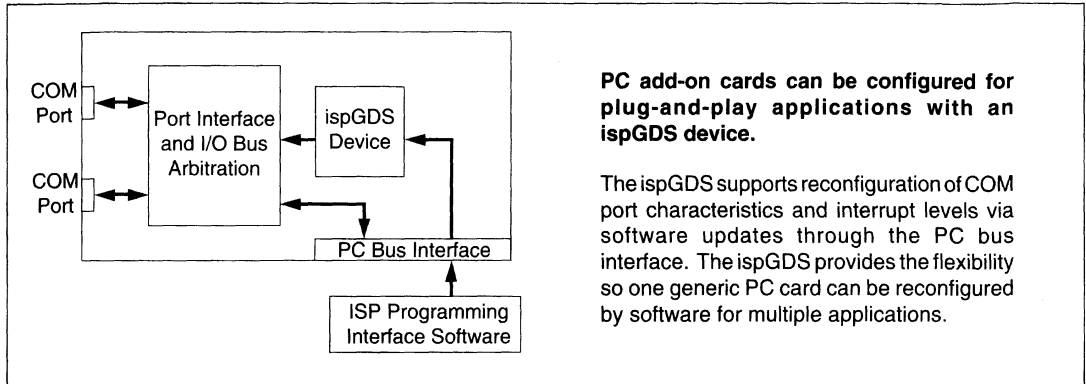 COM
Port
Port Interface
and I/O Bus
Arbitration
ispGDS
Device
COM
Port
PC Bus Interface
ISP Programming
Interface Software
PC add-on cards can be configured for
plug-and-play applications with an
ispGDS device.
The ispGDS supports reconfiguration of COM
port characteristics and interrupt levels via
software updates through the PC bus
interface. The ispGDS provides the flexibility
so one generic PC card can be reconfigured
by software for multiple applications.